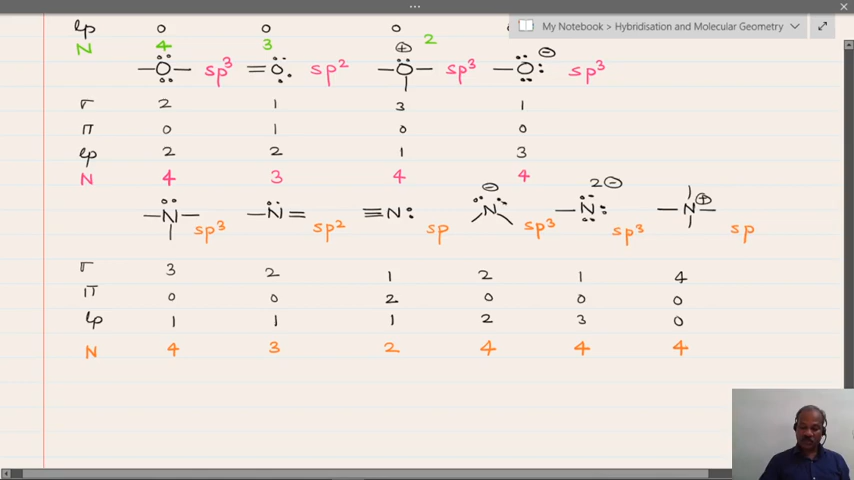 My Notebook > Hybridisation and Molecular Geometry
lp 0 0 0
N 4 3 2
—Ö— sp³ =O sp² —O— ⊕ sp³ —O: ⊖ sp³
σ 2 1 3 1
π 0 1 0 0
lp 2 2 1 3
N 4 3 4 4
—N— sp³ —N= sp² ≡N: sp N ⊖ sp³ —N: 2⊖ sp³ —N— ⊕ sp
σ 3 2 1 2 1 4
π 0 0 2 0 0 0
lp 1 1 1 2 3 0
N 4 3 2 4 4 4